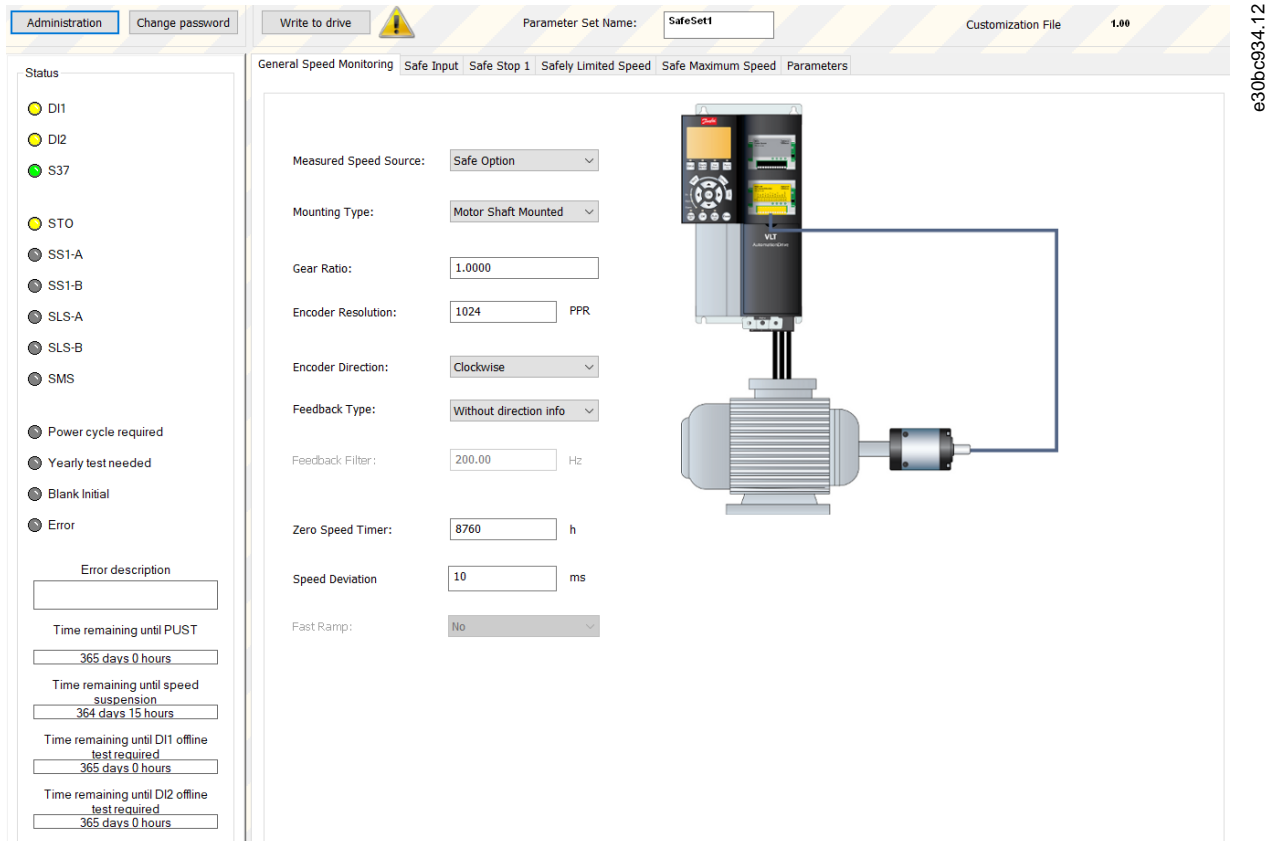 Administration
Change password
Write to drive
Parameter Set Name:
SafeSet1
Customization File
1.00
e30bc934.12
Status
DI1
DI2
S37
STO
SS1-A
SS1-B
SLS-A
SLS-B
SMS
Power cycle required
Yearly test needed
Blank Initial
Error
Error description
Time remaining until PUST
365 days 0 hours
Time remaining until speed
suspension
364 days 15 hours
Time remaining until DI1 offline
test required
365 days 0 hours
Time remaining until DI2 offline
test required
365 days 0 hours
General Speed Monitoring
Safe Input
Safe Stop 1
Safely Limited Speed
Safe Maximum Speed
Parameters
Measured Speed Source:
Safe Option
Mounting Type:
Motor Shaft Mounted
Gear Ratio:
1.0000
Encoder Resolution:
1024
PPR
Encoder Direction:
Clockwise
Feedback Type:
Without direction info
Feedback Filter:
200.00
Hz
Zero Speed Timer:
8760
h
Speed Deviation
10
ms
Fast Ramp:
No
Danfoss
VLT
AutomationDrive